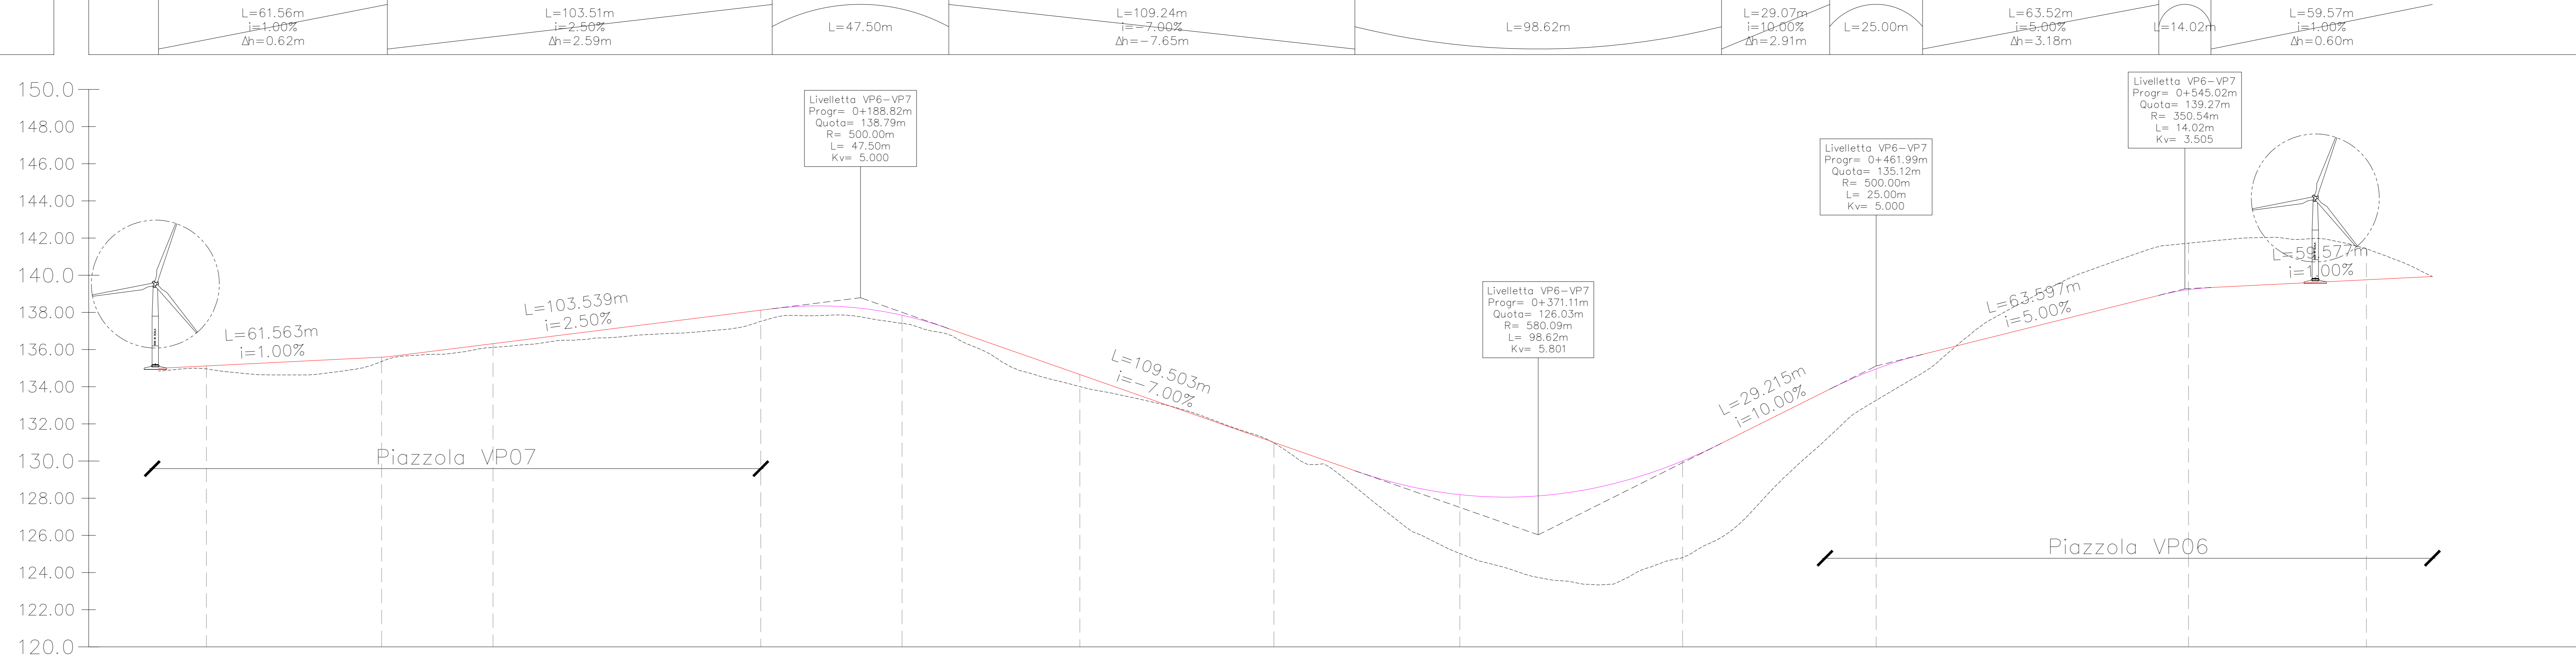 L=61.56m
i=1.00%
Δh=0.62m
L=103.51m
i=2.50%
Δh=2.59m
L=47.50m
L=109.24m
i=-7.00%
Δh=-7.65m
L=98.62m
L=29.07m
i=10.00%
Δh=2.91m
L=25.00m
L=63.52m
i=5.00%
Δh=3.18m
L=14.02m
L=59.57m
i=1.00%
Δh=0.60m
150.0
148.00
146.00
144.00
142.00
140.0
138.00
136.00
134.00
132.00
130.0
128.00
126.00
124.00
122.00
120.0
Livelletta VP6-VP7
Progr= 0+188.82m
Quota= 138.79m
R= 500.00m
L= 47.50m
Kv= 5.000
Livelletta VP6-VP7
Progr= 0+371.11m
Quota= 126.03m
R= 580.09m
L= 98.62m
Kv= 5.801
Livelletta VP6-VP7
Progr= 0+461.99m
Quota= 135.12m
R= 500.00m
L= 25.00m
Kv= 5.000
Livelletta VP6-VP7
Progr= 0+545.02m
Quota= 139.27m
R= 350.54m
L= 14.02m
Kv= 3.505
L=61.563m
i=1.00%
L=103.539m
i=2.50%
L=109.503m
i=-7.00%
L=29.215m
i=10.00%
L=63.597m
i=5.00%
L=59.577m
i=1.00%
Piazzola VP07
Piazzola VP06